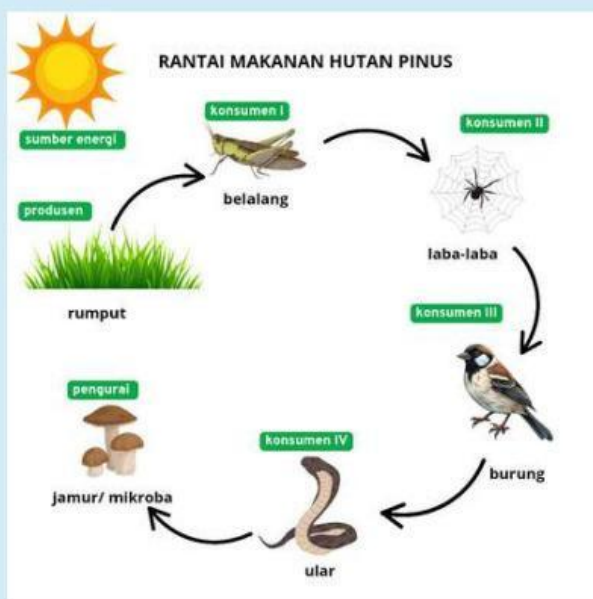 RANTAI MAKANAN HUTAN PINUS
sumber energi
konsumen I
belalang
konsumen II
laba-laba
produsen
rumput
konsumen III
burung
konsumen IV
ular
pengurai
jamur/ mikroba